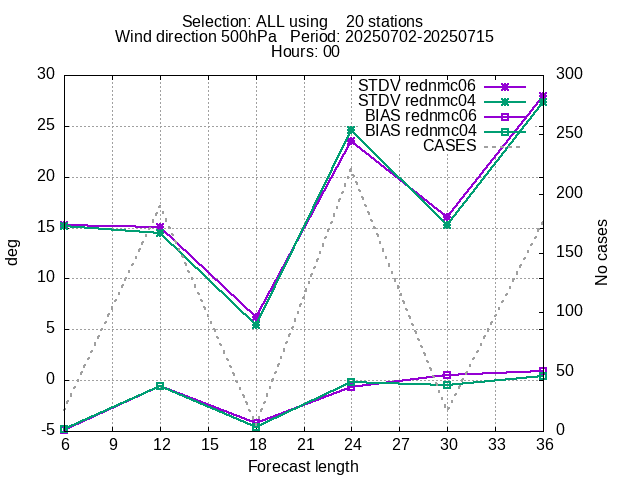 Selection: ALL using    20 stations
Wind direction 500hPa   Period: 20250702-20250715
Hours: 00
30 300
STDV rednmc06
STDV rednmc04
BIAS rednmc06
BIAS rednmc04
CASES
25 250
20 200
15 150
10 100
5 50
0
-5 0
deg
No cases
6 9 12 15 18 21 24 27 30 33 36
Forecast length